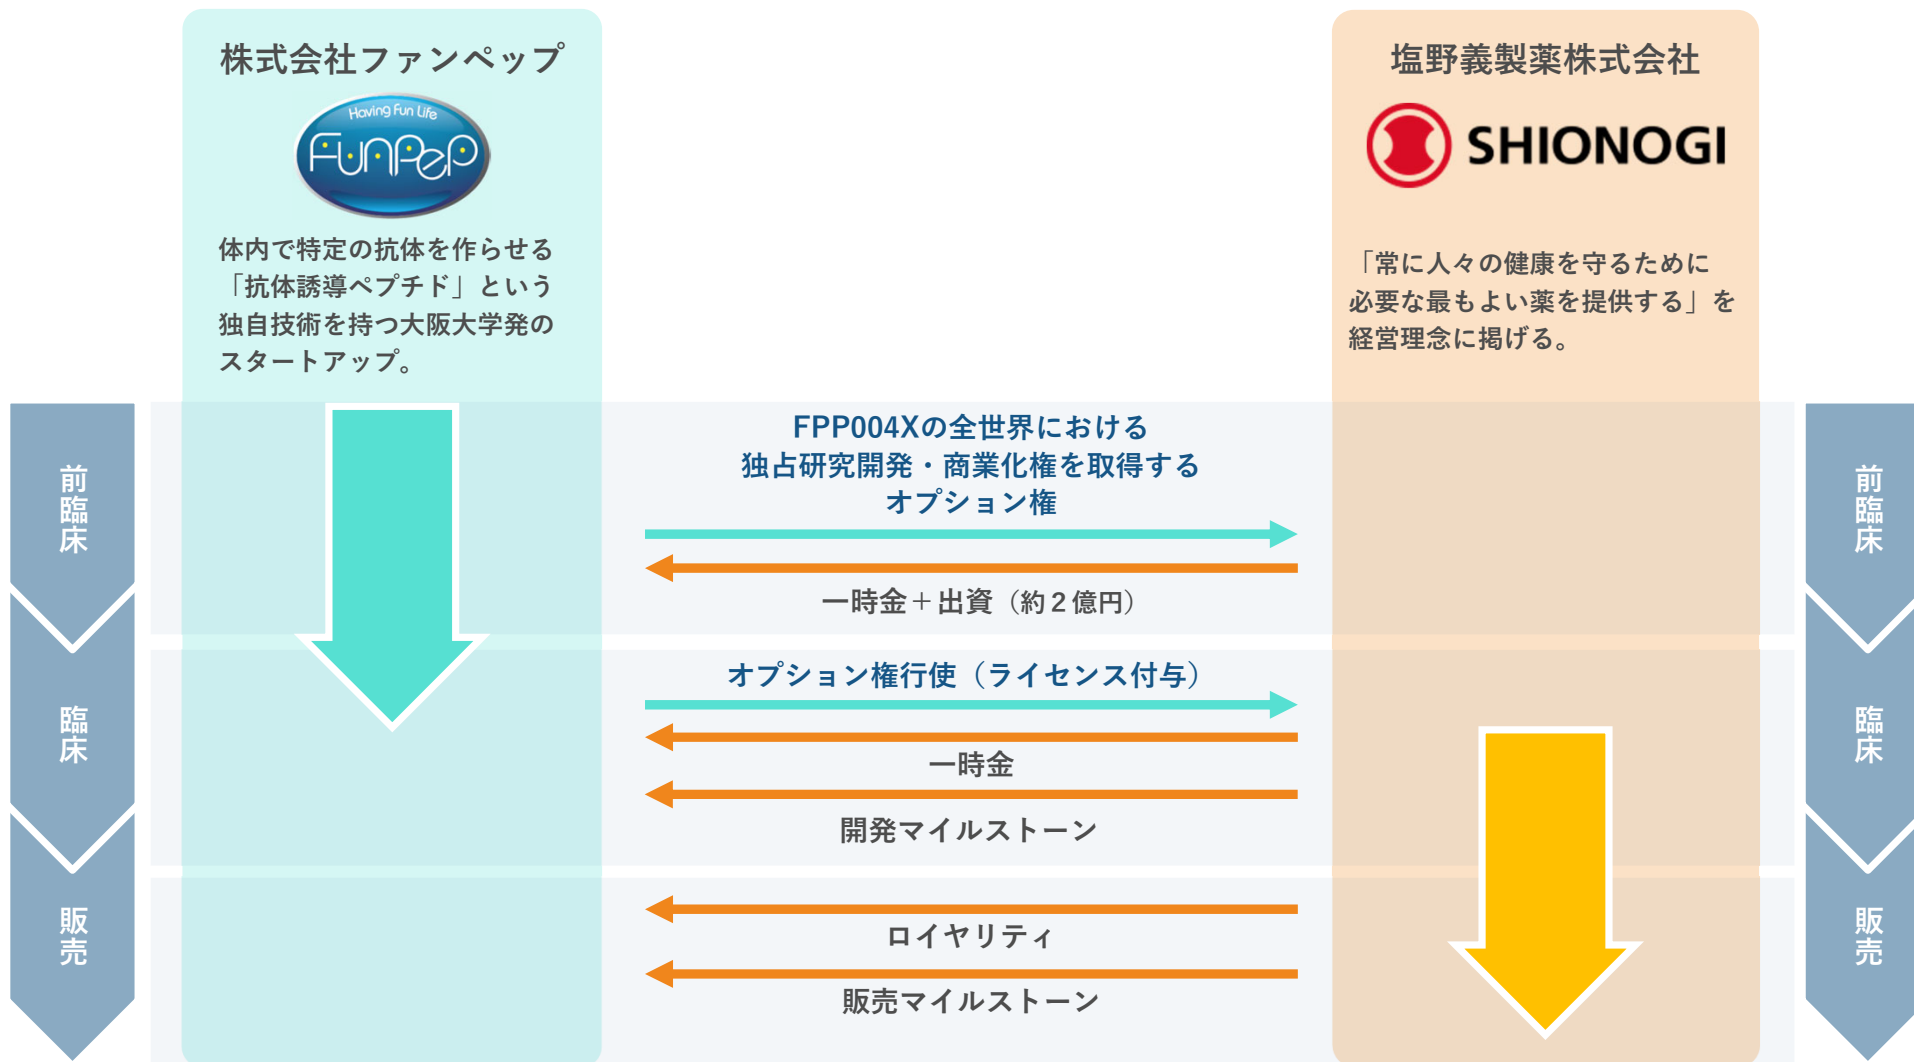 株式会社ファンペップ
Having Fun Life
FunPeP
体内で特定の抗体を作らせる
「抗体誘導ペプチド」という
独自技術を持つ大阪大学発の
スタートアップ。
塩野義製薬株式会社
SHIONOGI
「常に人々の健康を守るために
必要な最もよい薬を提供する」を
経営理念に掲げる。
前臨床
FPP004Xの全世界における
独占研究開発・商業化権を取得する
オプション権
一時金＋出資（約２億円）
前臨床
臨床
オプション権行使（ライセンス付与）
一時金
開発マイルストーン
臨床
販売
ロイヤリティ
販売マイルストーン
販売